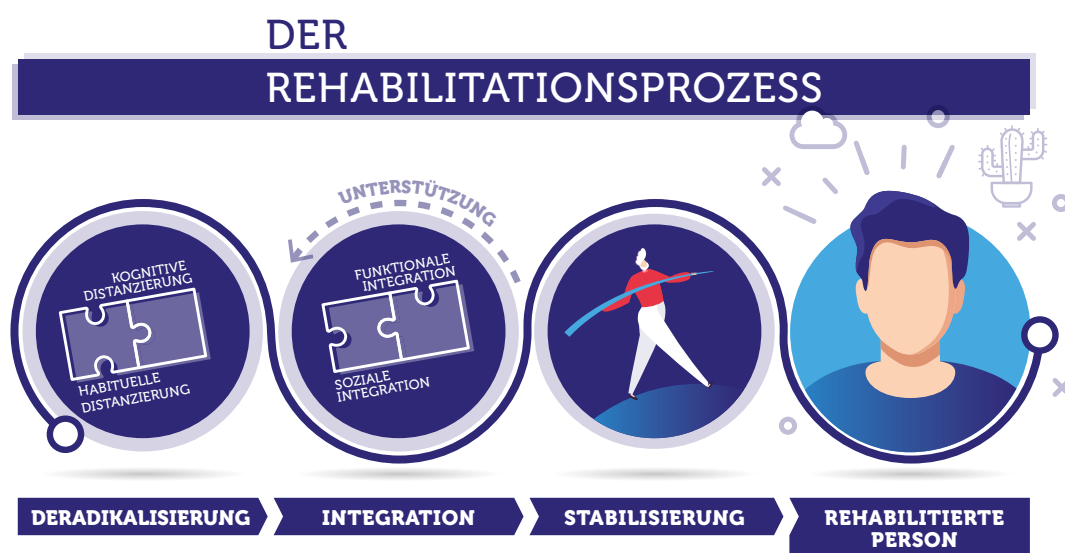 DER
REHABILITATIONSPROZESS
KOGNITIVE
DISTANZIERUNG
HABITUELLE
DISTANZIERUNG
UNTERSTÜTZUNG
FUNKTIONALE
INTEGRATION
SOZIALE
INTEGRATION
DERADIKALISIERUNG
INTEGRATION
STABILISIERUNG
REHABILITIERTE
PERSON